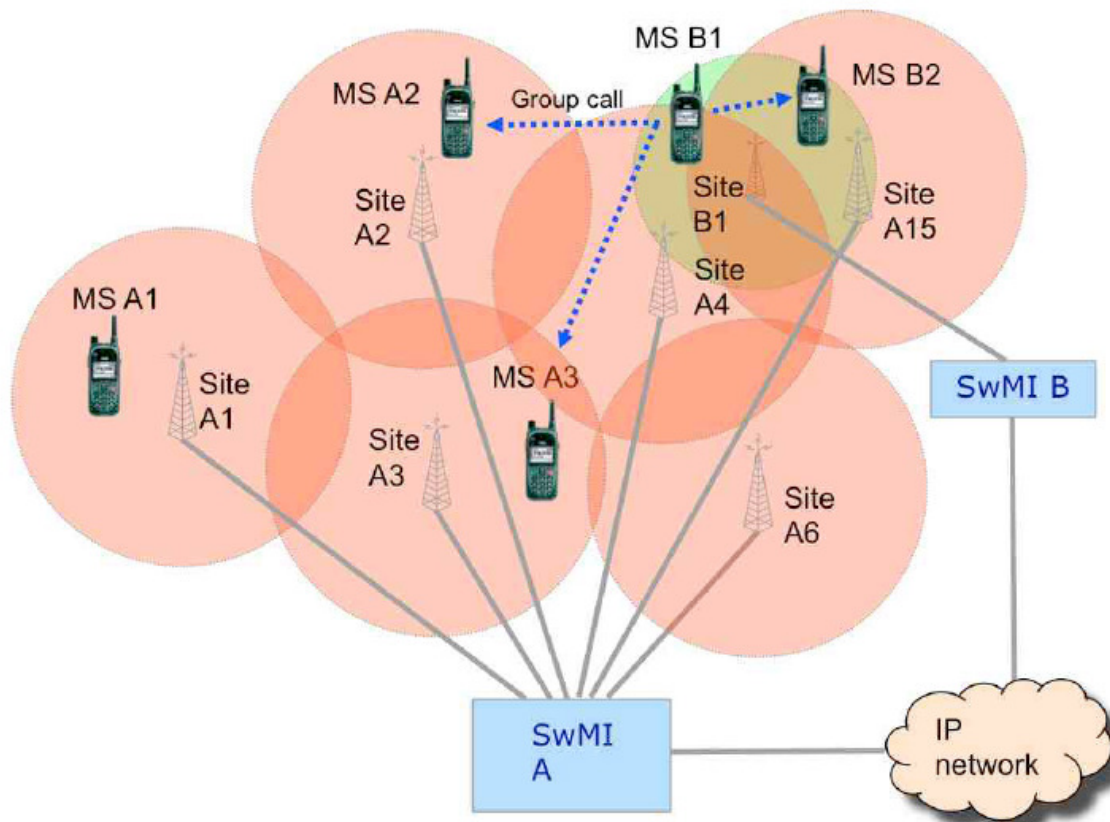 MS B1
MS A2
MS B2
Group call
Site
A2
Site
B1
Site
A15
Site
A4
MS A1
MS A3
Site
A1
SwMI B
Site
A3
Site
A6
SwMI
A
IP
network